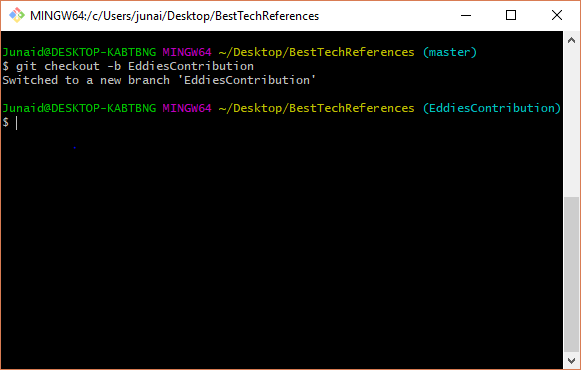 MINGW64:/c/Users/junai/Desktop/BestTechReferences
Junaid@DESKTOP-KABTBNG MINGW64 ~/Desktop/BestTechReferences (master)
$ git checkout -b EddiesContribution
Switched to a new branch 'EddiesContribution'
Junaid@DESKTOP-KABTBNG MINGW64 ~/Desktop/BestTechReferences (EddiesContribution)
$